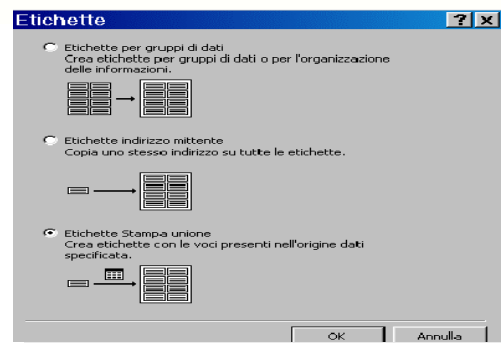 Etichette
Etichette per gruppi di dati
Crea etichette per gruppi di dati o per l'organizzazione
delle informazioni.
Etichette indirizzo mittente
Copia uno stesso indirizzo su tutte le etichette.
Etichette Stampa unione
Crea etichette con le voci presenti nell'origine dati
specificata.
OK Annulla